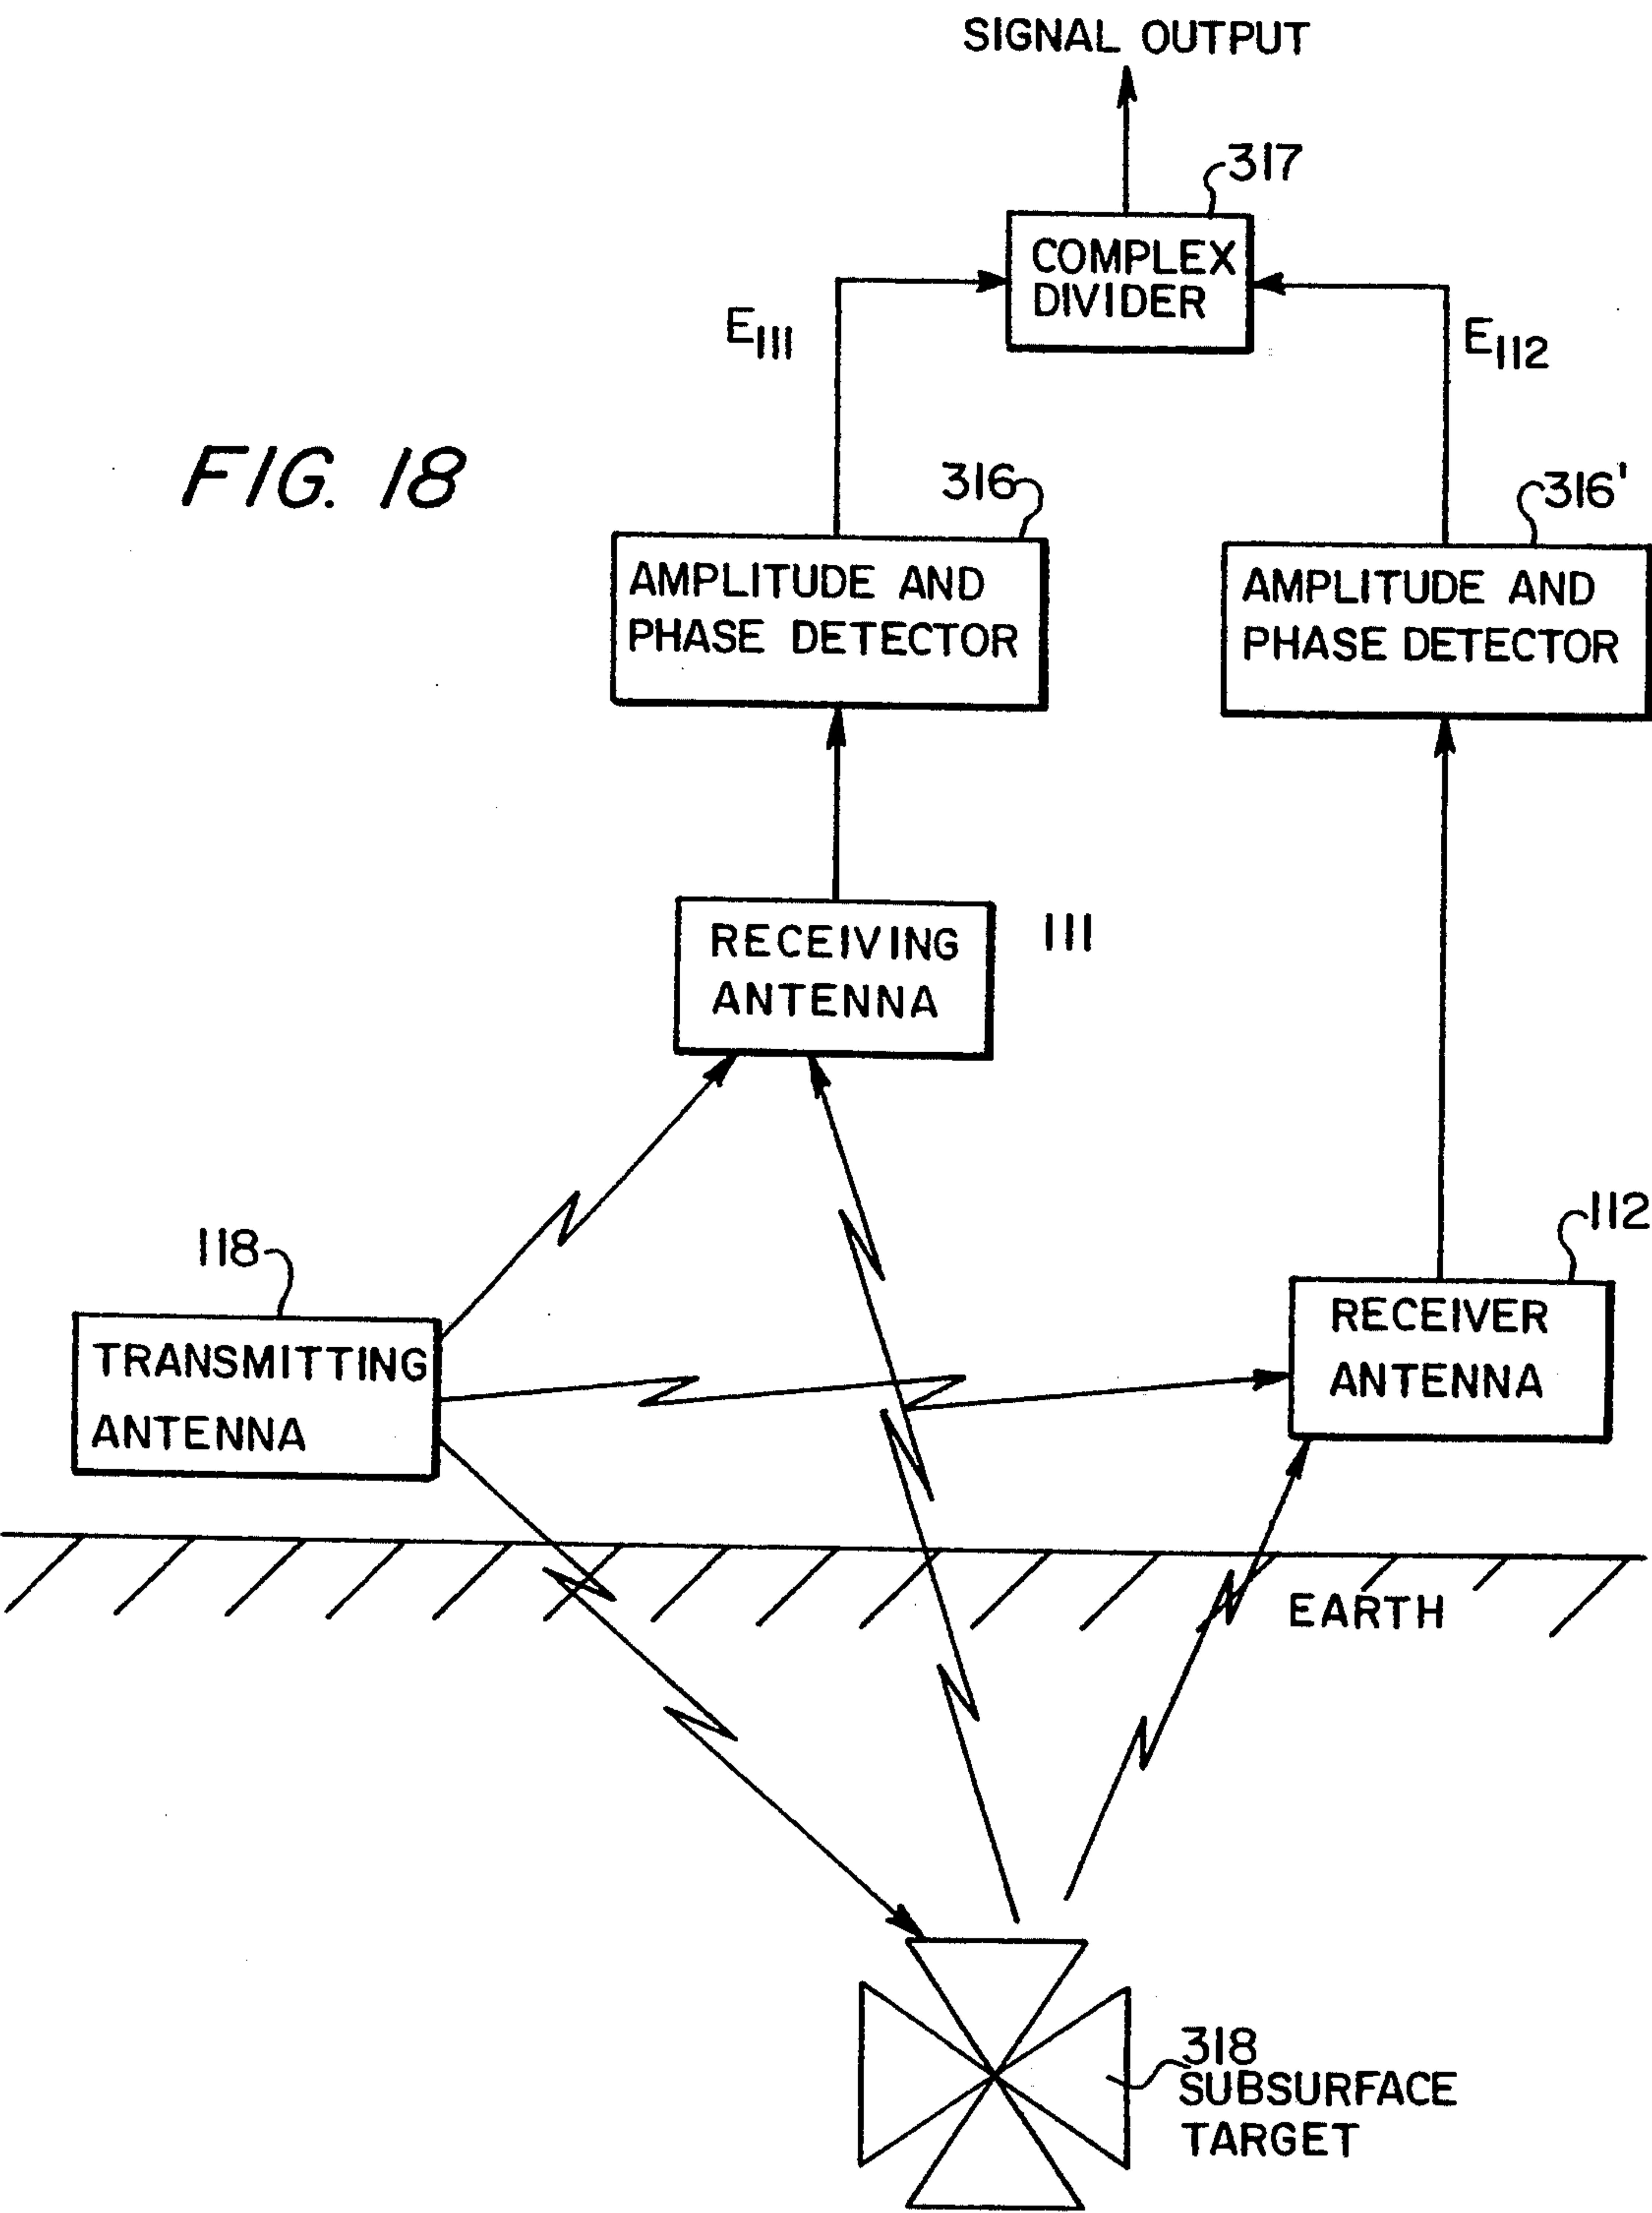 SIGNAL OUTPUT
317
COMPLEX
DIVIDER
E111
E112
FIG. 18
316
316'
AMPLITUDE AND
PHASE DETECTOR
AMPLITUDE AND
PHASE DETECTOR
RECEIVING
ANTENNA
111
118
112
TRANSMITTING
ANTENNA
RECEIVER
ANTENNA
EARTH
318
SUBSURFACE
TARGET